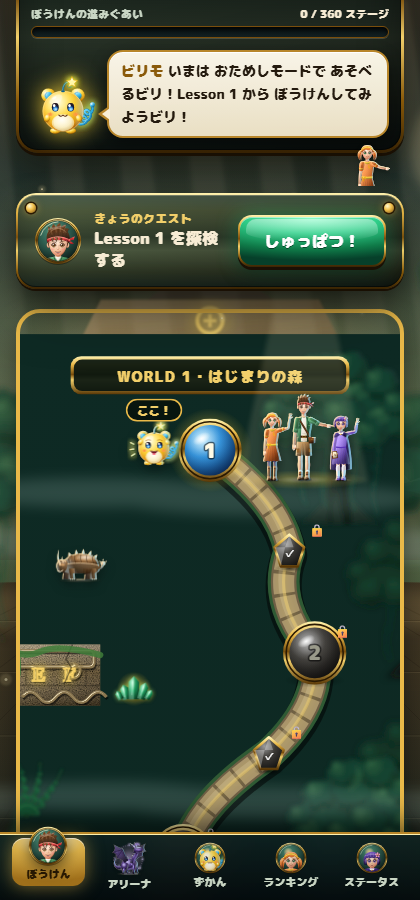 ぼうけんの進みぐあい
0 / 360 ステージ
ビリモ いまは おためしモードで あそべ
るビリ！Lesson 1 から ぼうけんしてみ
ようビリ！
きょうのクエスト
Lesson 1 を探検
する
しゅっぱつ！
WORLD 1・はじまりの森
ここ！
1
2
ぼうけん
アリーナ
ずかん
ランキング
ステータス